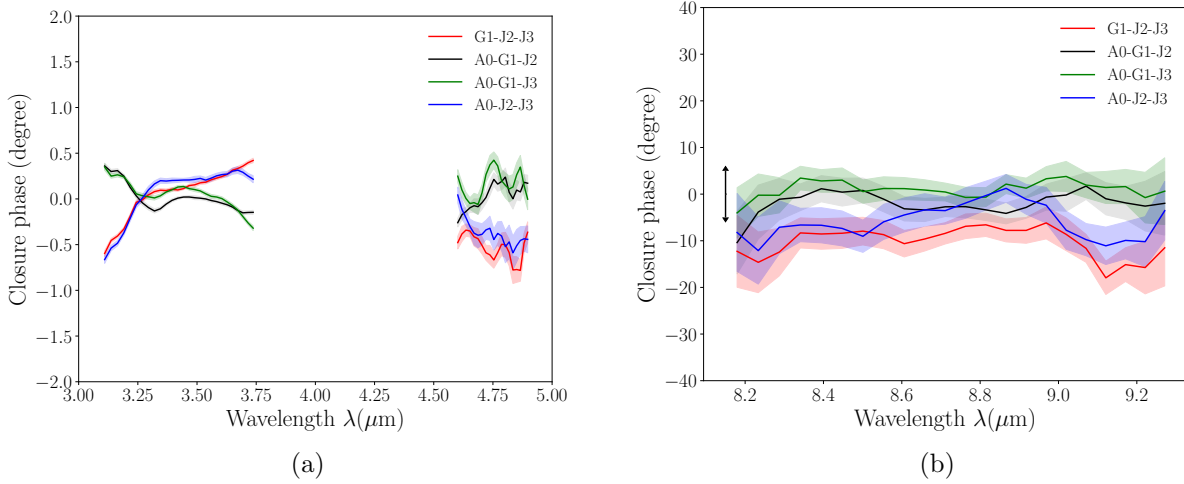 2.0
1.5
1.0
0.5
0.0
−0.5
−1.0
−1.5
−2.0
3.00
3.25
3.50
3.75
4.00
4.25
4.50
4.75
5.00
Closure phase (degree)
Wavelength λ(μm)
G1-J2-J3
A0-G1-J2
A0-G1-J3
A0-J2-J3
(a)
40
30
20
10
0
−10
−20
−30
−40
8.2
8.4
8.6
8.8
9.0
9.2
Closure phase (degree)
Wavelength λ(μm)
G1-J2-J3
A0-G1-J2
A0-G1-J3
A0-J2-J3
(b)